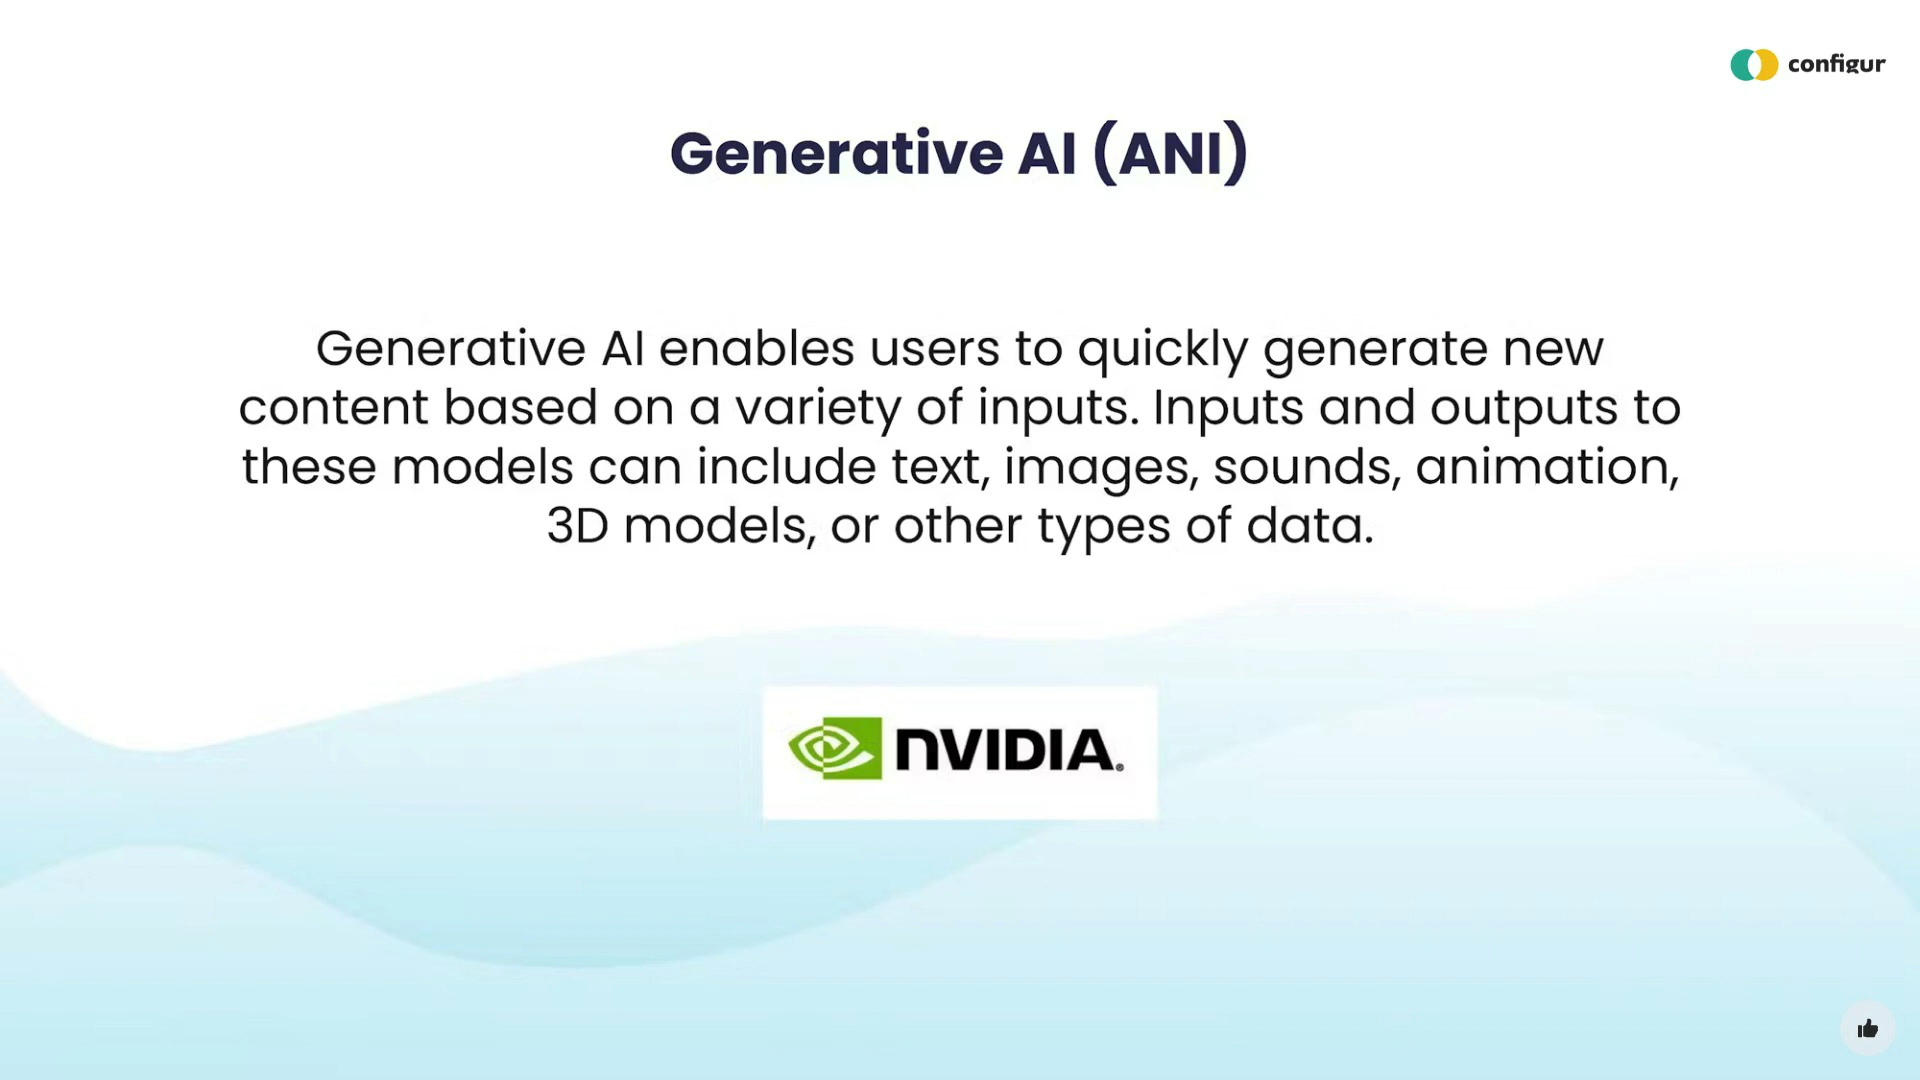 configur
Generative AI (ANI)
Generative AI enables users to quickly generate new
content based on a variety of inputs. Inputs and outputs to
these models can include text, images, sounds, animation,
3D models, or other types of data.
NVIDIA®